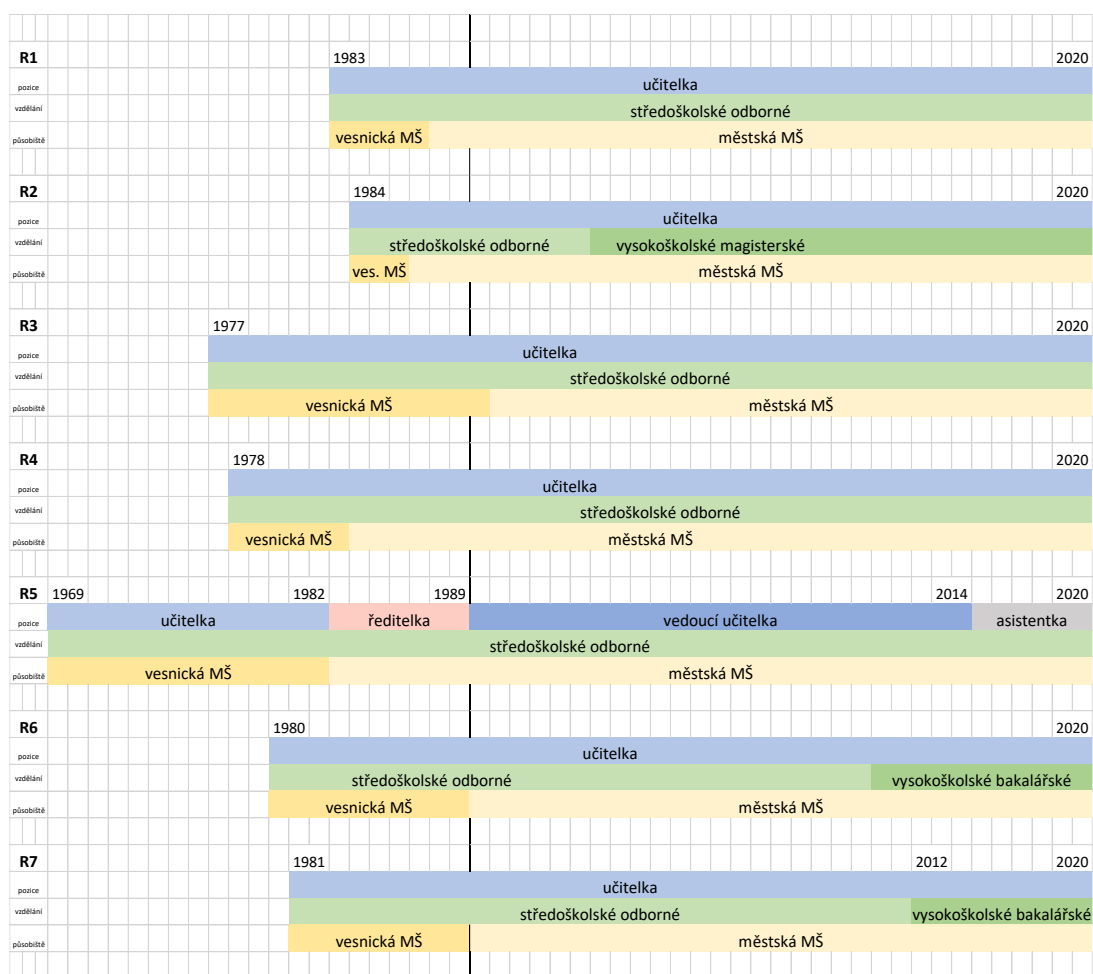 R1 1983 2020
pozice učitelka
vzdělání středoškolské odborné
působiště vesnická MŠ městská MŠ
R2 1984 2020
pozice učitelka
vzdělání středoškolské odborné vysokoškolské magisterské
působiště ves. MŠ městská MŠ
R3 1977 2020
pozice učitelka
vzdělání středoškolské odborné
působiště vesnická MŠ městská MŠ
R4 1978 2020
pozice učitelka
vzdělání středoškolské odborné
působiště vesnická MŠ městská MŠ
R5 1969 1982 1989 2014 2020
pozice učitelka ředitelka vedoucí učitelka asistentka
vzdělání středoškolské odborné
působiště vesnická MŠ městská MŠ
R6 1980 2020
pozice učitelka
vzdělání středoškolské odborné vysokoškolské bakalářské
působiště vesnická MŠ městská MŠ
R7 1981 2012 2020
pozice učitelka
vzdělání středoškolské odborné vysokoškolské bakalářské
působiště vesnická MŠ městská MŠ